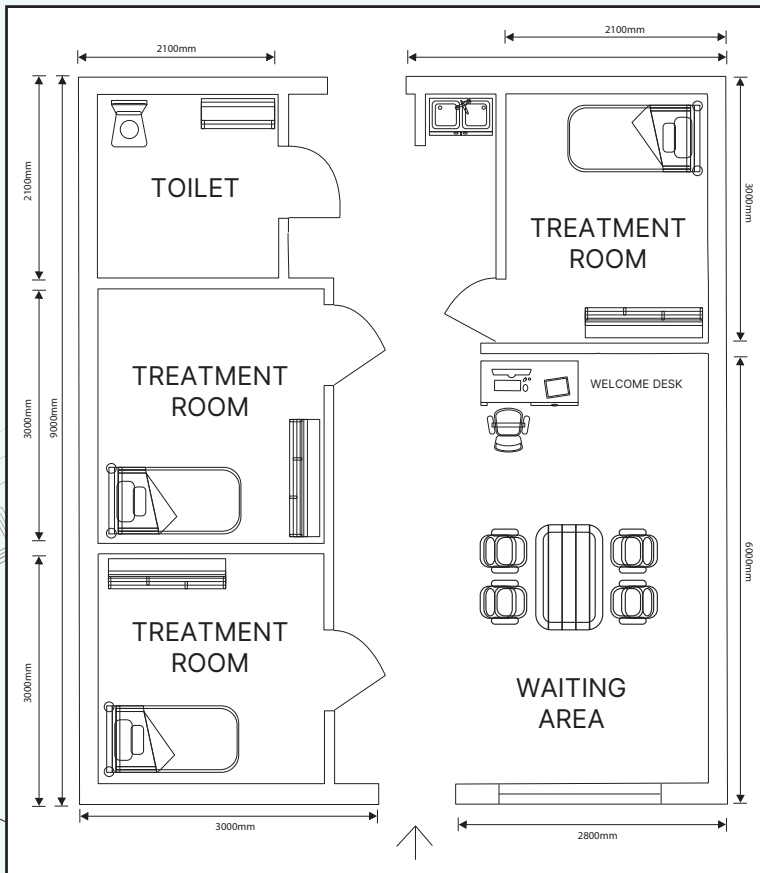 2100mm
2100mm
2100mm
TOILET
3000mm
TREATMENT
ROOM
3000mm
9000mm
TREATMENT
ROOM
WELCOME DESK
6000mm
3000mm
TREATMENT
ROOM
WAITING
AREA
3000mm
2800mm